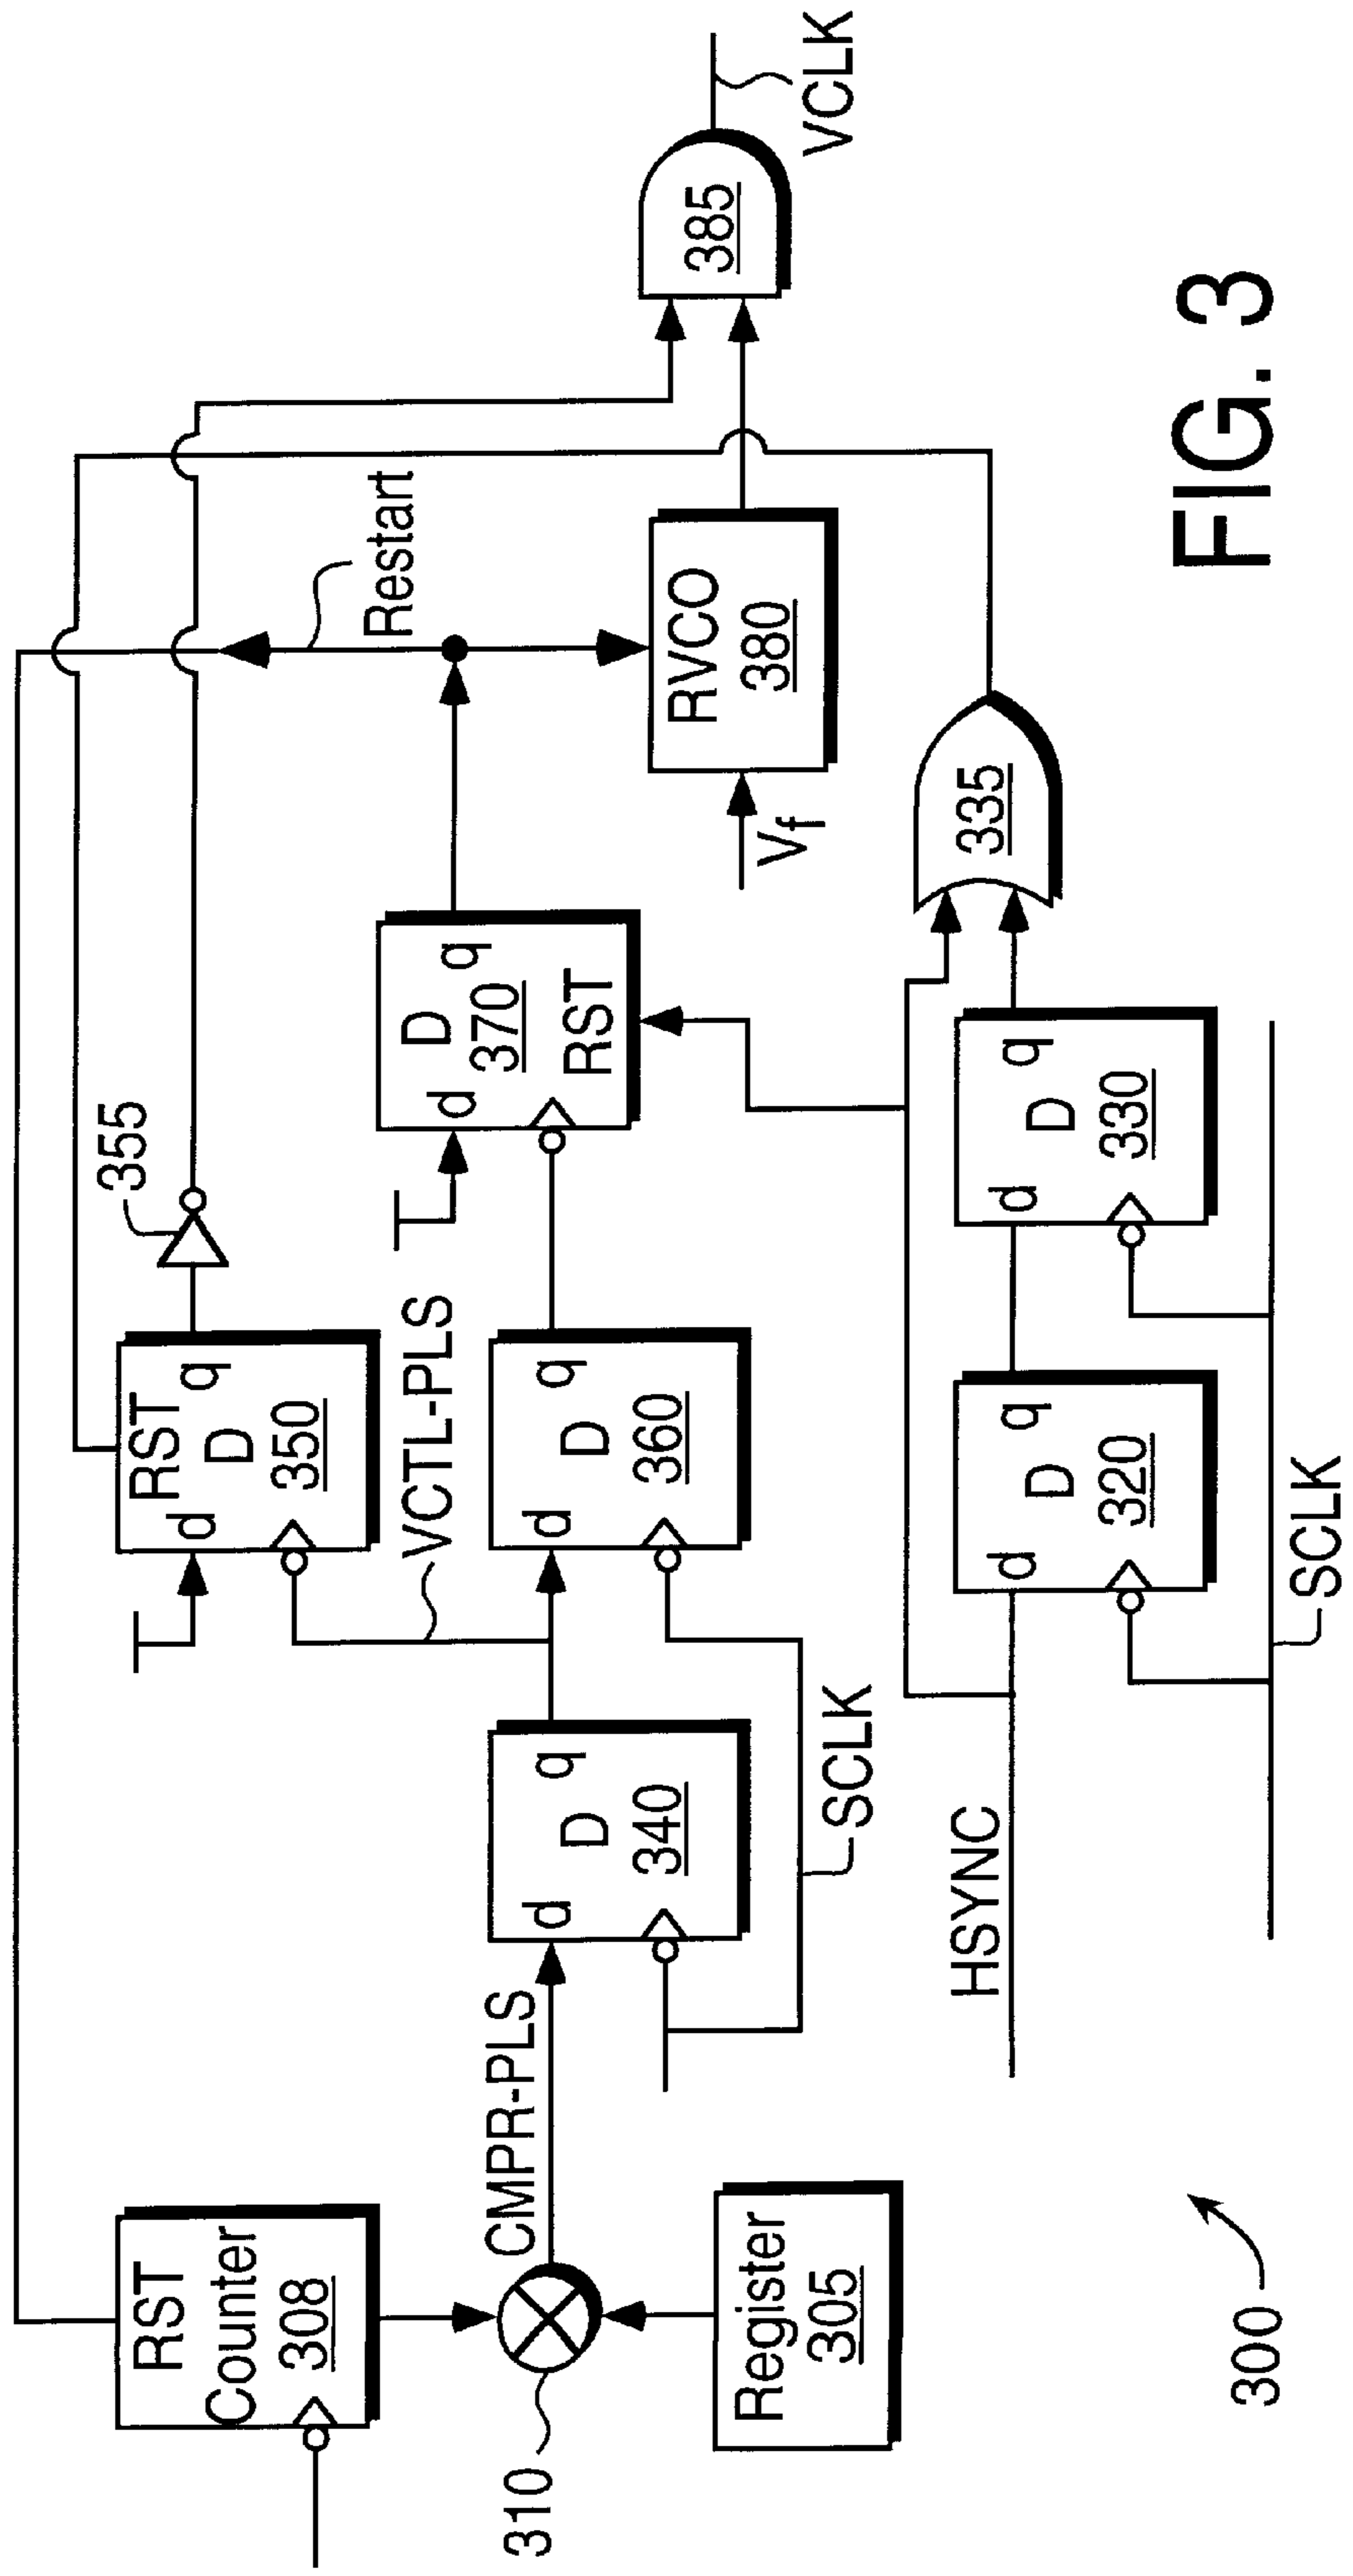 RST
Counter
308
310
Register
305
CMPR-PLS
d
q
D
340
SCLK
VCTL-PLS
RST
d
q
D
350
355
d
q
D
360
d
D
q
370
RST
Restart
Vf
RVCO
380
385
VCLK
HSYNC
d
q
D
320
d
q
D
330
335
SCLK
300
FIG. 3